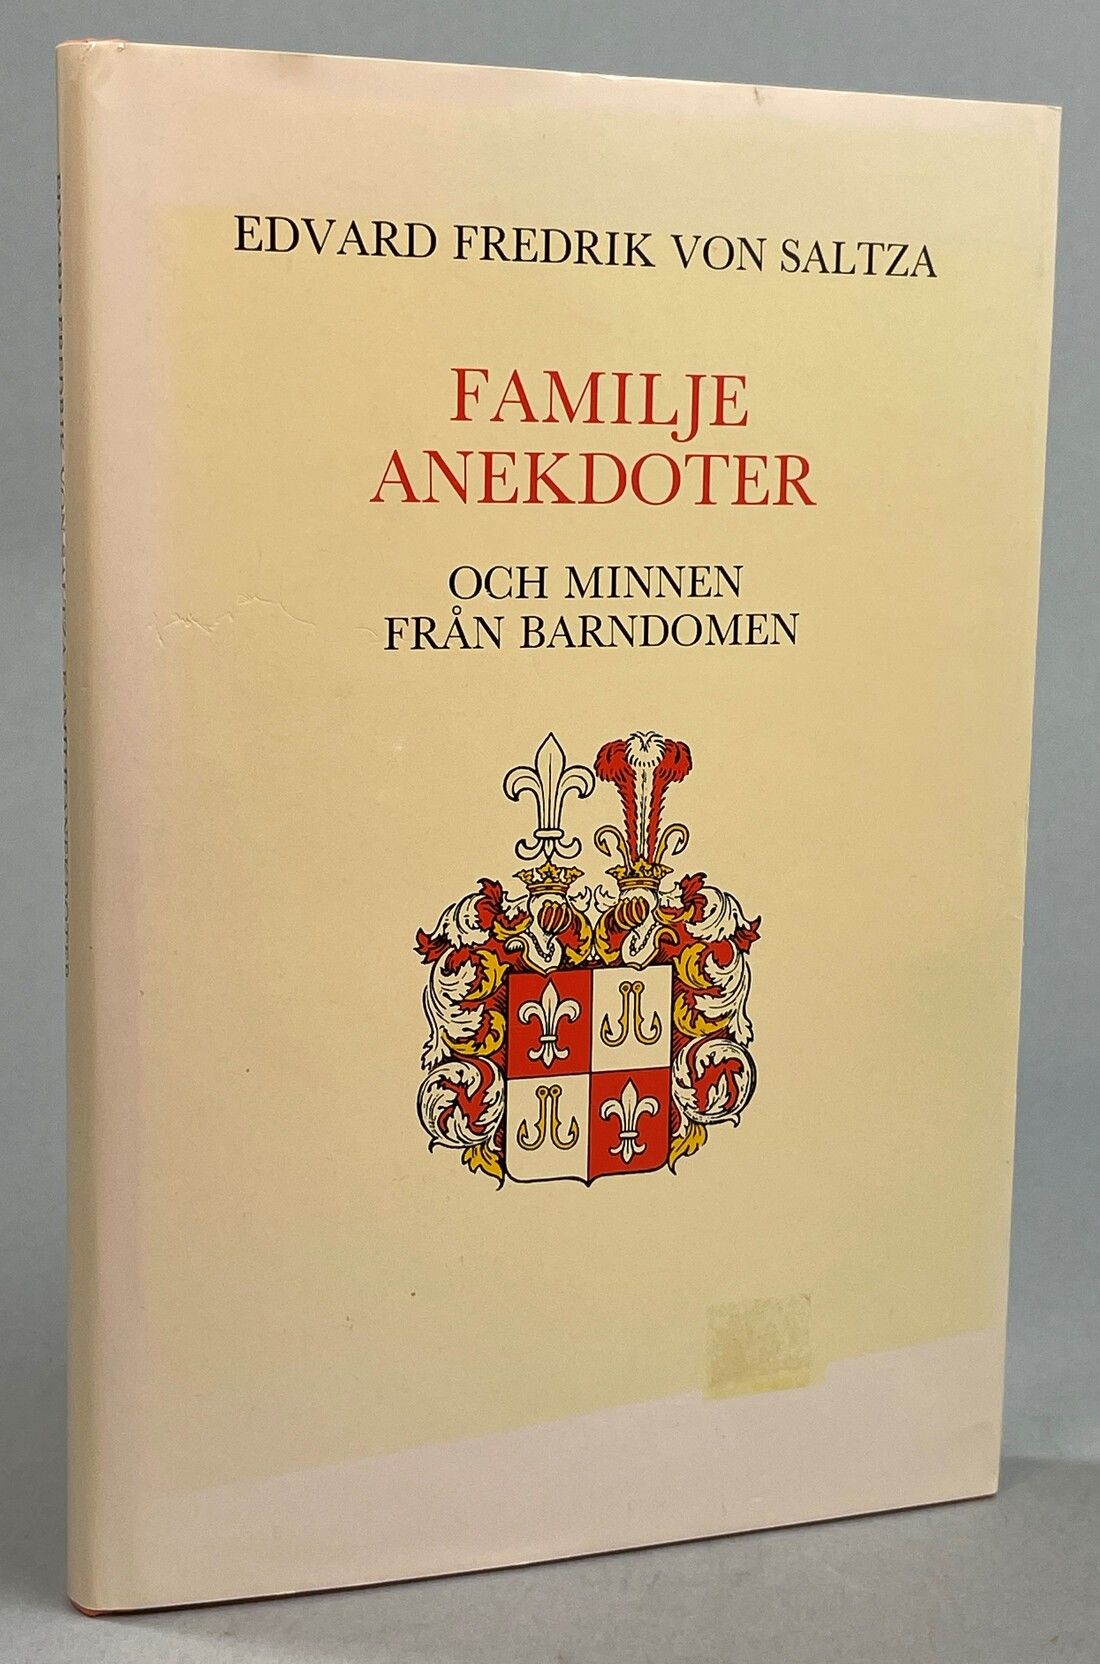 EDVARD FREDRIK VON SALTZA
FAMILJE
ANEKDOTER
OCH MINNEN
FRÅN BARNDOMEN